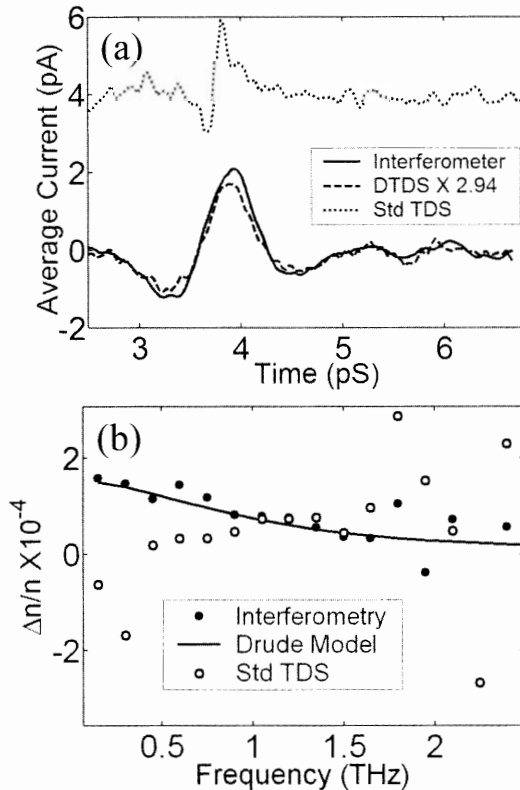 (a)
6
4
2
0
-2
Average Current (pA)
Interferometer
DTDS X 2.94
Std TDS
3
4
5
6
Time (pS)
(b)
2
0
-2
Δn/n X10⁻⁴
Interferometry
Drude Model
Std TDS
0.5
1
1.5
2
Frequency (THz)